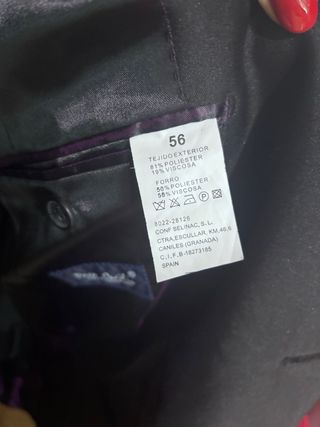 56
TEJIDO EXTERIOR
81% POLIESTER
19% VISCOSA
FORRO
50% POLIESTER
50% VISCOSA
P
8022-28126
CONF SELINAC, S.L.
CTRA,ESCULLAR, KM,46,6
CANILES (GRANADA)
C,I,F,B-18273185
SPAIN